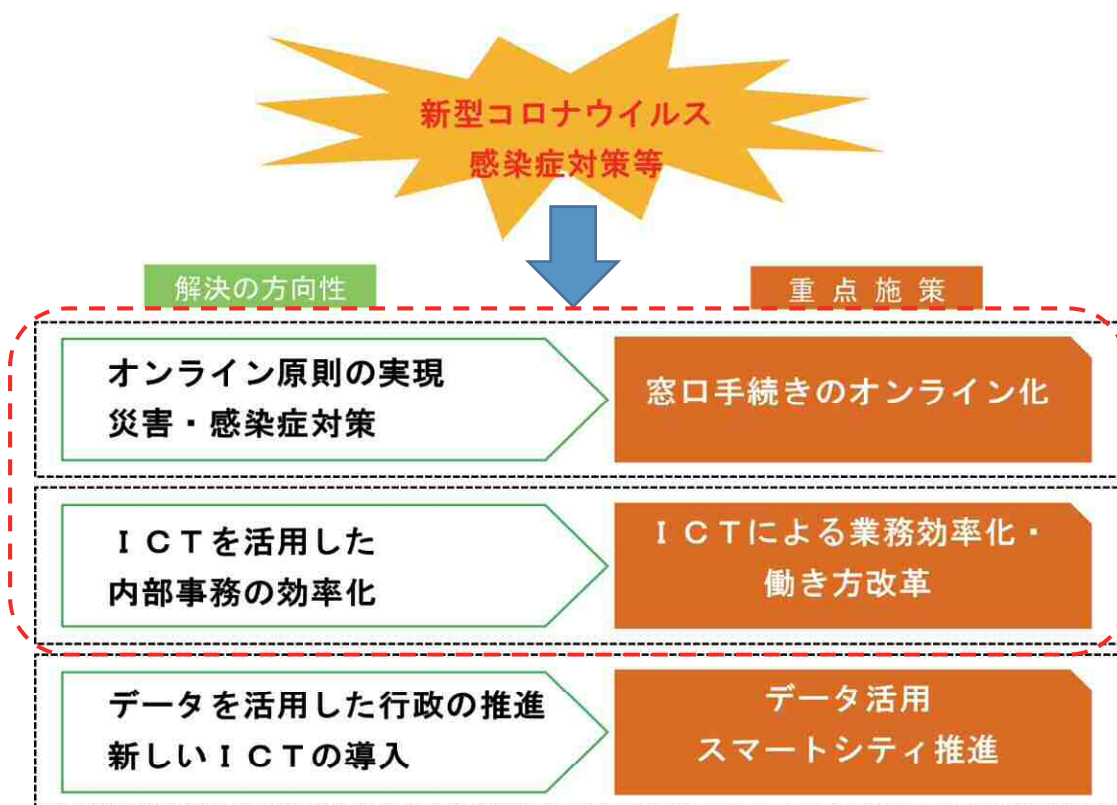 新型コロナウイルス
感染症対策等
解決の方向性
重点施策
オンライン原則の実現
災害・感染症対策
窓口手続きのオンライン化
ＩＣＴを活用した
内部事務の効率化
ＩＣＴによる業務効率化・
働き方改革
データを活用した行政の推進
新しいＩＣＴの導入
データ活用
スマートシティ推進